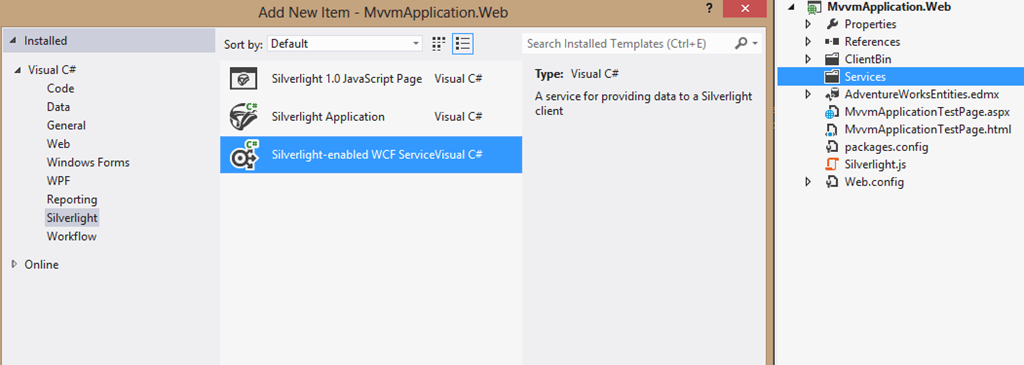 Add New Item - MvvmApplication.Web
?
x
Installed
Visual C#
Code
Data
General
Web
Windows Forms
WPF
Reporting
Silverlight
Workflow
Online
Sort by: Default
Search Installed Templates (Ctrl+E)
Silverlight 1.0 JavaScript Page Visual C#
C#
Silverlight Application Visual C#
C#
Silverlight-enabled WCF ServiceVisual C#
Type: Visual C#
A service for providing data to a Silverlight
client
MvvmApplication.Web
Properties
References
ClientBin
Services
AdventureWorksEntities.edmx
MvvmApplicationTestPage.aspx
MvvmApplicationTestPage.html
packages.config
Silverlight.js
Web.config